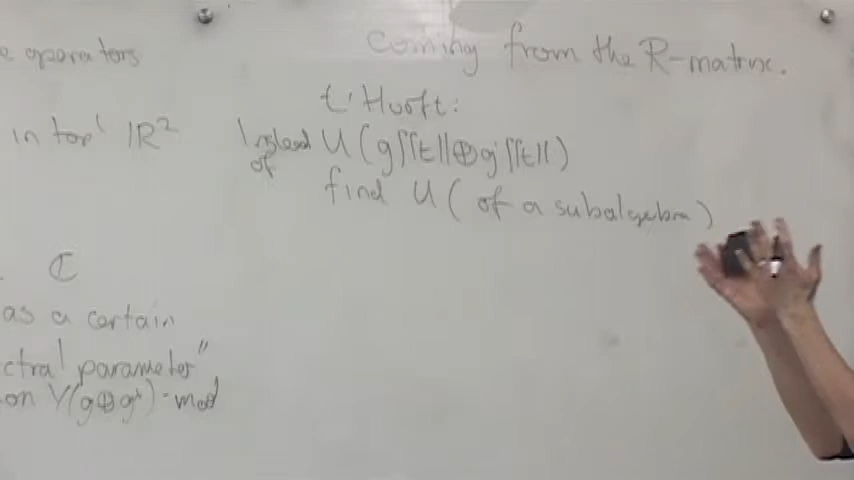 e operators
in top'l IR²
C
as a certain
ctral parameter"
on Y(g⊕g*)-mod
Coming from the R-matrix.
t'Hooft:
Instead of U(g[[t]]⊕g[[t]])
find U( of a subalgebra )